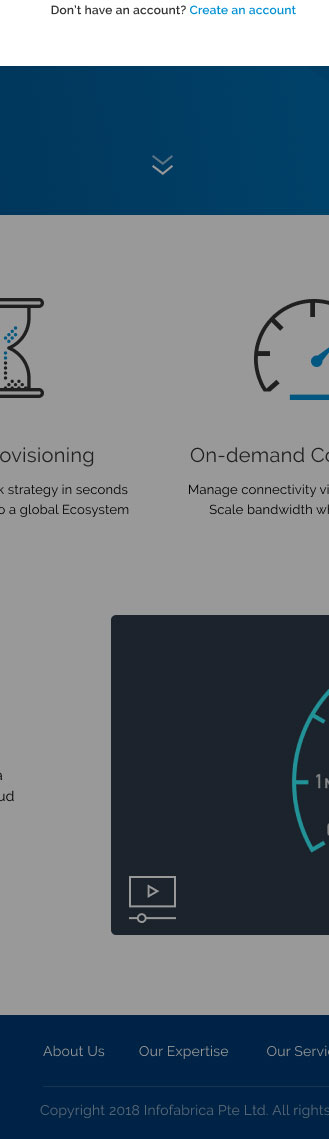 Don't have an account? Create an account
ovisioning
On-demand Co
k strategy in seconds
o a global Ecosystem
Manage connectivity vi
Scale bandwidth wh
a
ud
1
About Us
Our Expertise
Our Servi
Copyright 2018 Infofabrica Pte Ltd. All rights